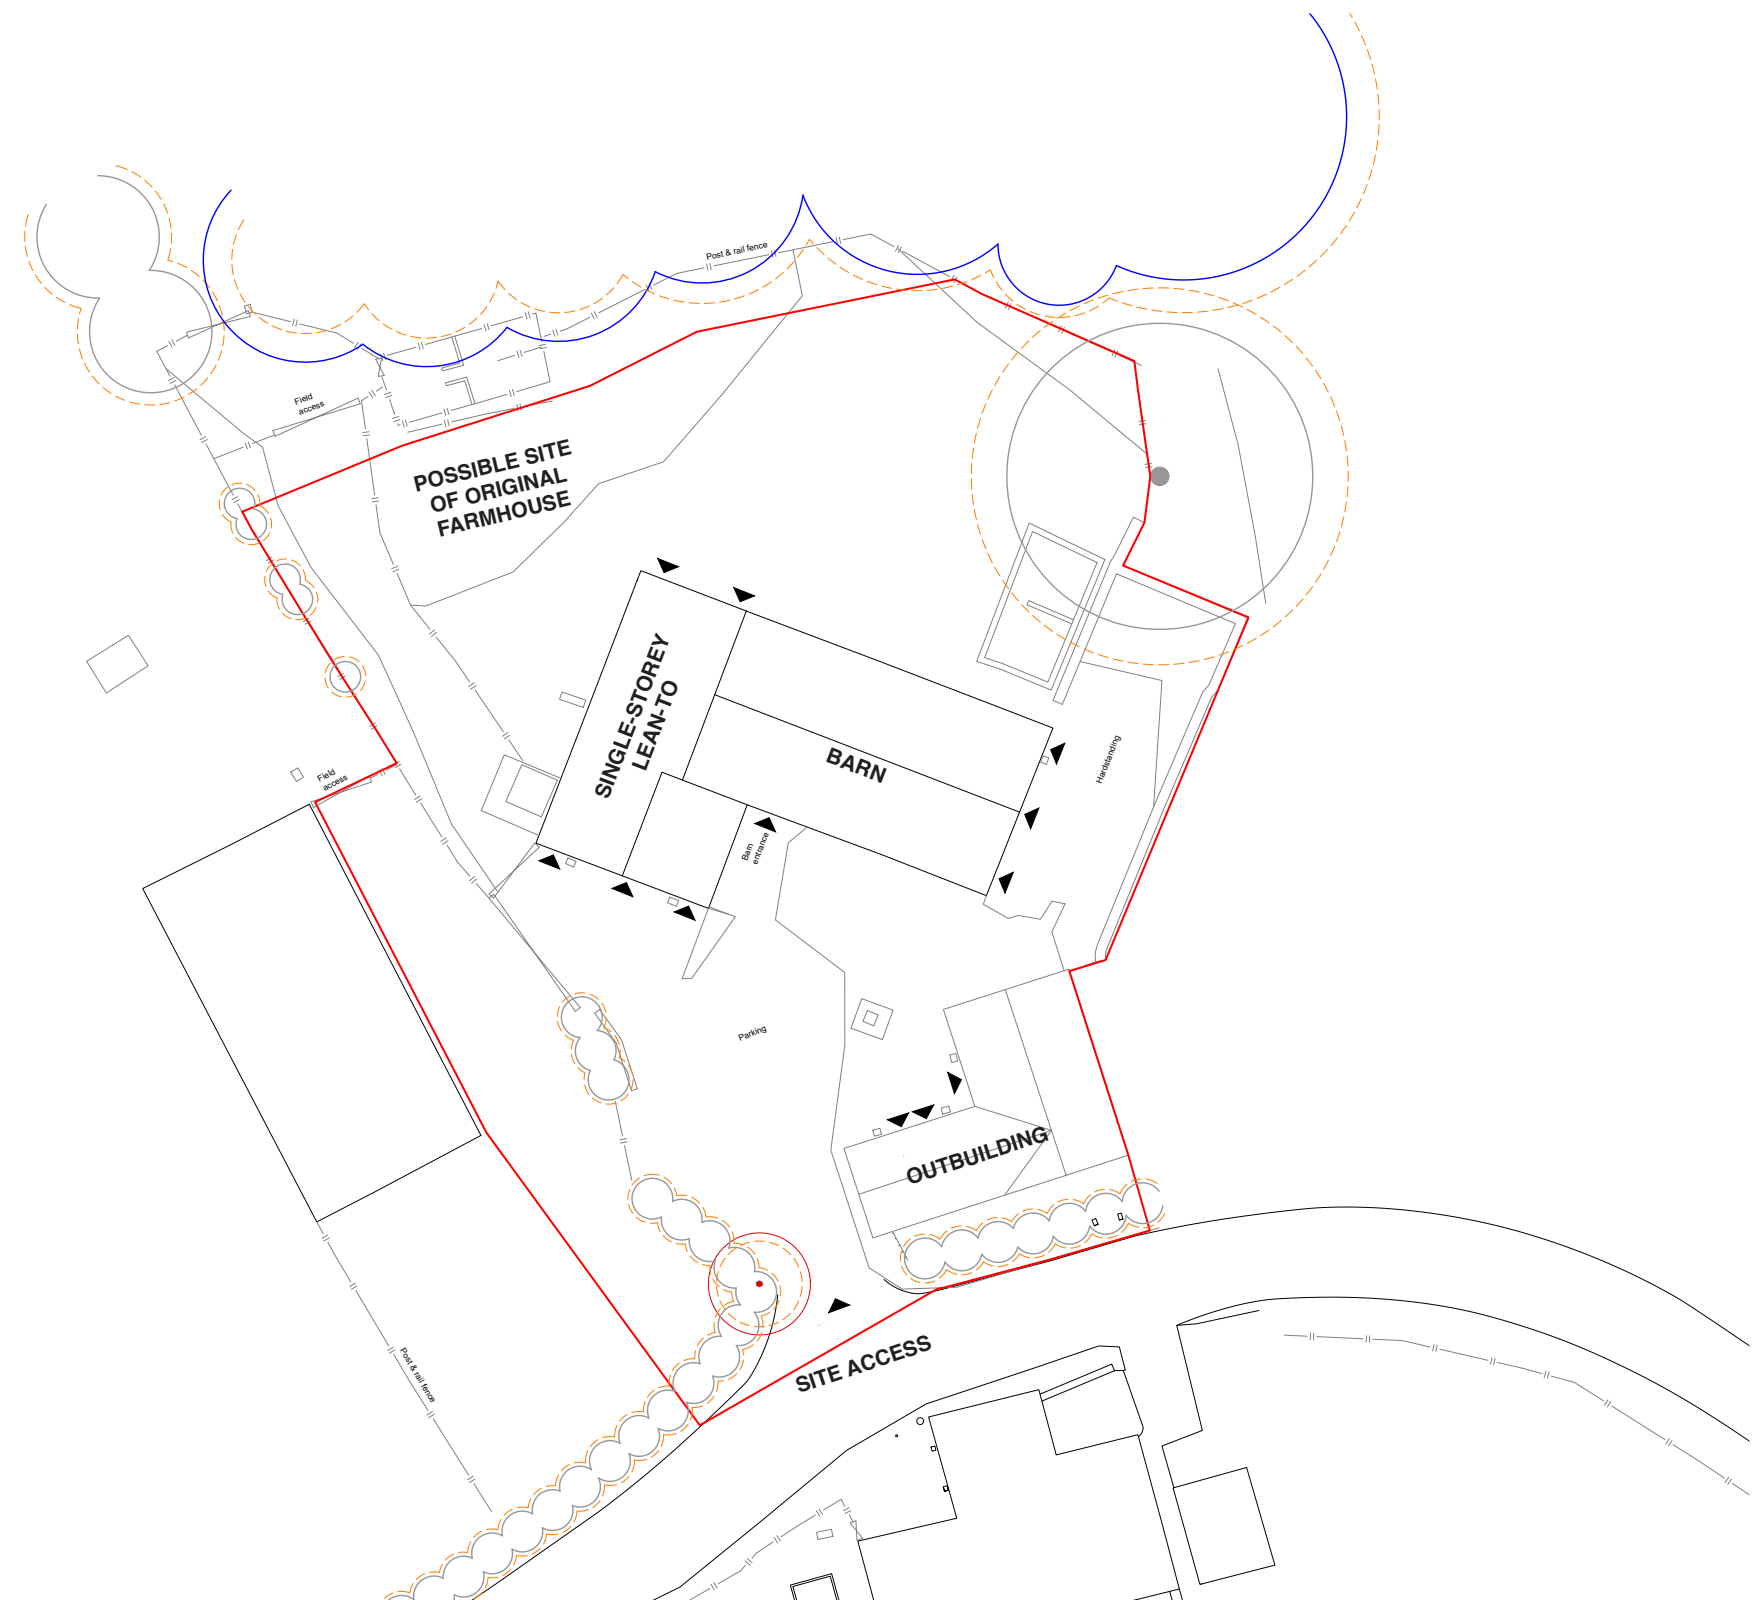 Post & rail fence
Field
access
POSSIBLE SITE
OF ORIGINAL
FARMHOUSE
SINGLE-STOREY
LEAN-TO
BARN
Hardstanding
Field
access
Barn
entrance
Parking
OUTBUILDING
SITE ACCESS
Post & rail fence